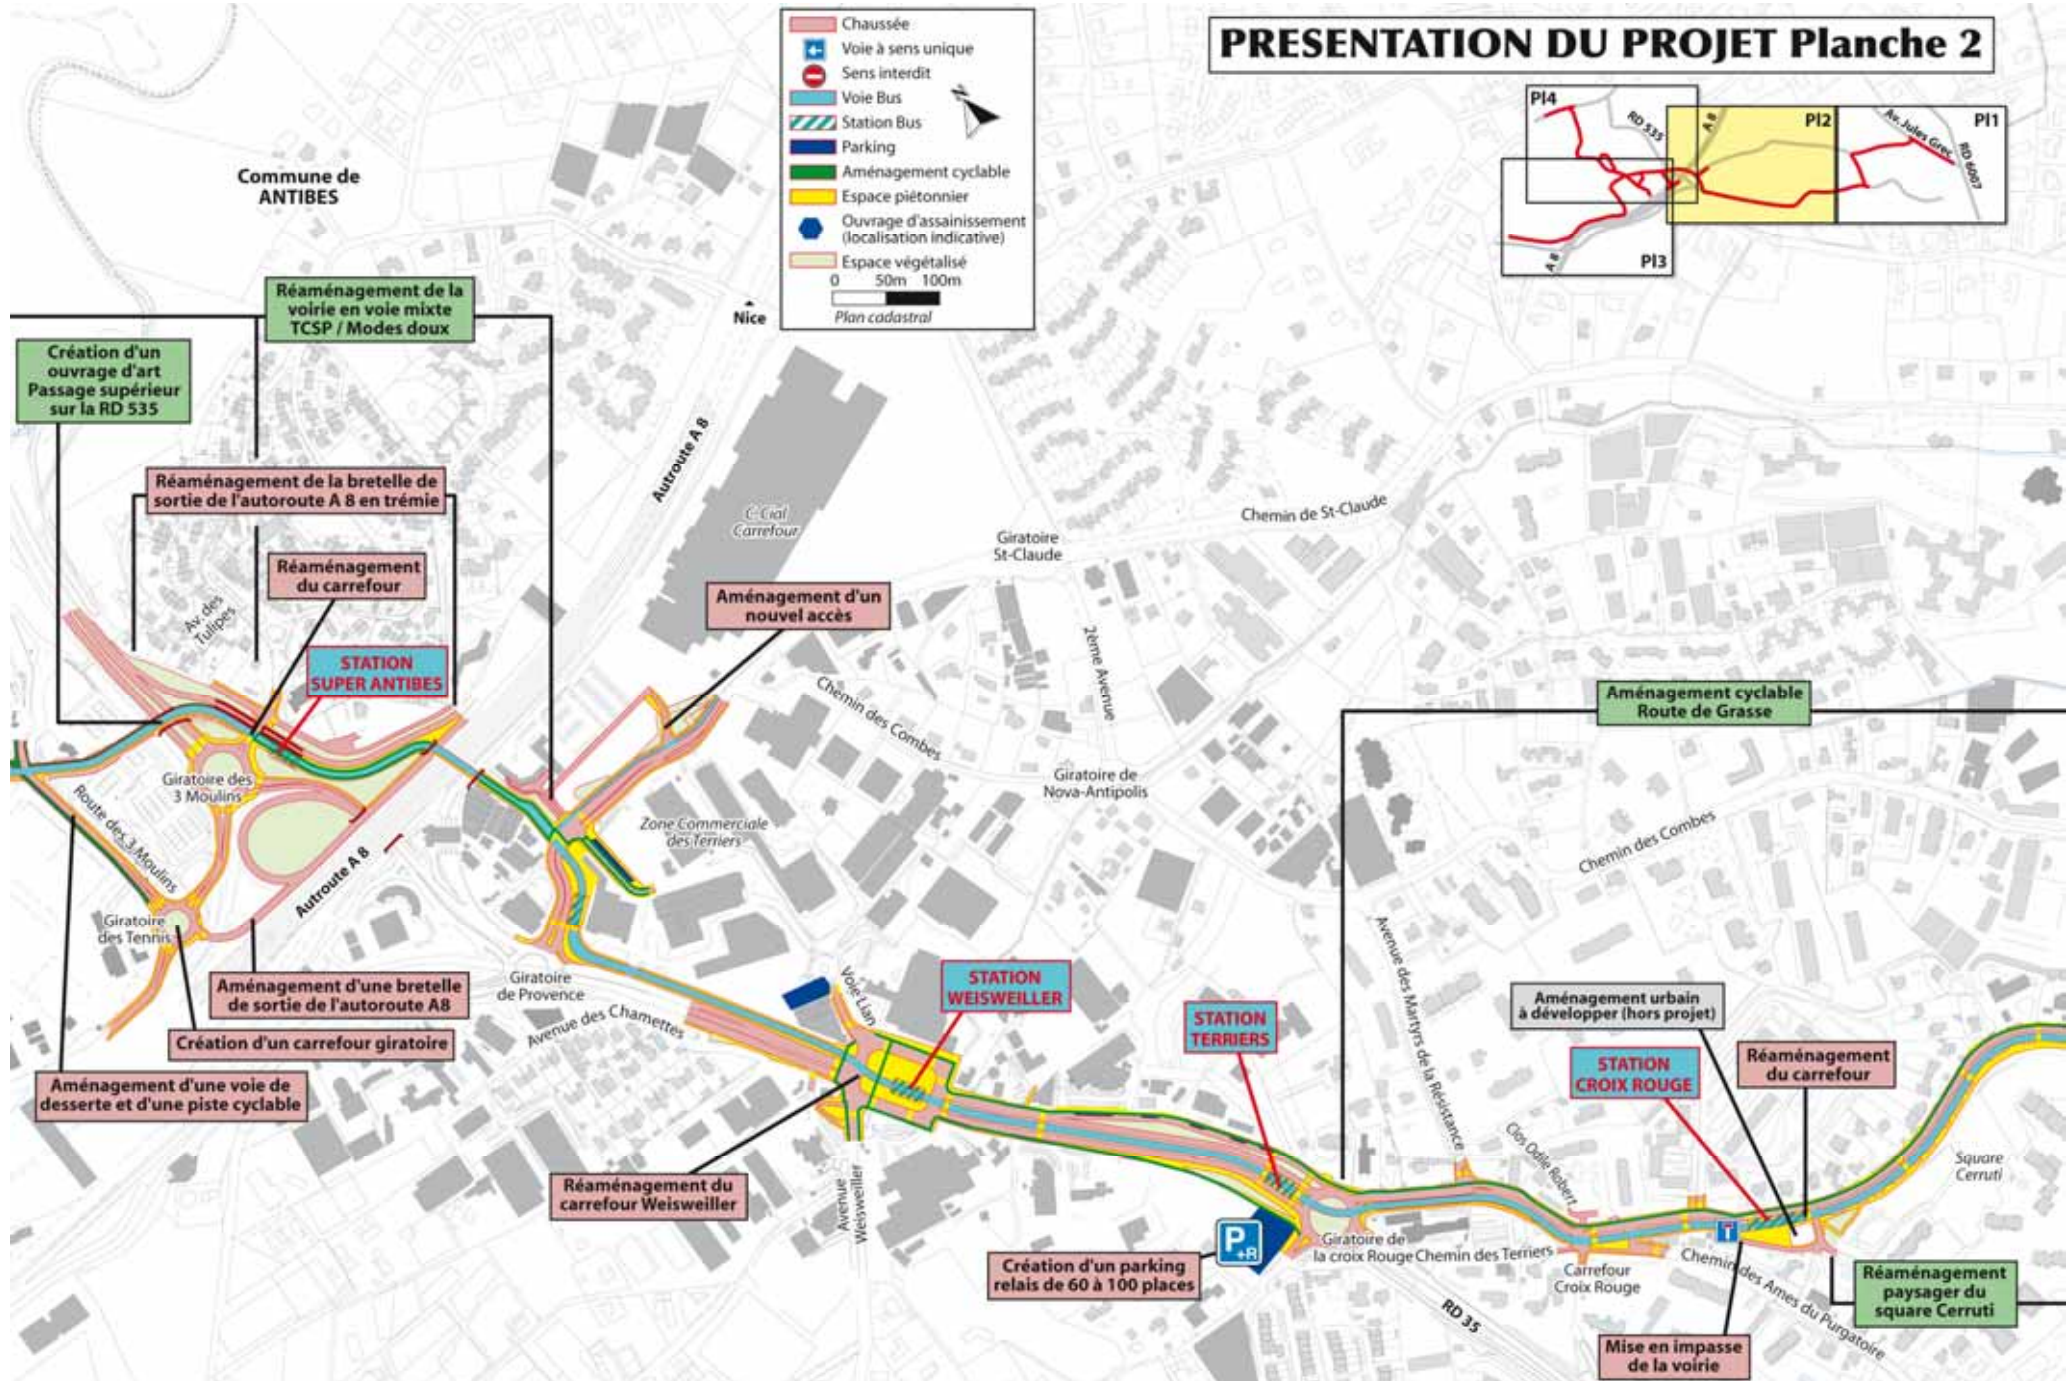 PRESENTATION DU PROJET Planche 2
Chaussée
Voie à sens unique
Sens interdit
Voie Bus
Station Bus
Parking
Aménagement cyclable
Espace piétonnier
Ouvrage d'assainissement
(localisation indicative)
Espace végétalisé
0 50m 100m
Plan cadastral
N
Pl4
RD 535
A 8
Pl2
Av. Jules Grec
Pl1
RD 6007
A 8
Pl3
Commune de
ANTIBES
Nice
Réaménagement de la
voirie en voie mixte
TCSP / Modes doux
Création d'un
ouvrage d'art
Passage supérieur
sur la RD 535
Réaménagement de la bretelle de
sortie de l'autoroute A 8 en trémie
Réaménagement
du carrefour
Av. des
Tulipes
STATION
SUPER ANTIBES
Autroute A 8
C. Cial
Carrefour
Aménagement d'un
nouvel accès
Giratoire
St-Claude
Chemin de St-Claude
2ème Avenue
Chemin des Combes
Giratoire de
Nova-Antipolis
Zone Commerciale
des Terriers
Aménagement cyclable
Route de Grasse
Chemin des Combes
Giratoire des
3 Moulins
Route des 3 Moulins
Autroute A 8
Giratoire
des Tennis
Aménagement d'une bretelle
de sortie de l'autoroute A8
Création d'un carrefour giratoire
Aménagement d'une voie de
desserte et d'une piste cyclable
Giratoire
de Provence
Avenue des Chamettes
Voie Lian
STATION
WEISWEILLER
STATION
TERRIERS
Avenue des Martyrs de la Résistance
Aménagement urbain
à développer (hors projet)
STATION
CROIX ROUGE
Réaménagement
du carrefour
Clos Odile Robert
Square
Cerruti
Réaménagement du
carrefour Weisweiller
Avenue
Weisweiller
P+R
Création d'un parking
relais de 60 à 100 places
Giratoire de
la croix Rouge
Chemin des Terriers
Carrefour
Croix Rouge
Chemin des Ames du Purgatoire
RD 35
Réaménagement
paysager du
square Cerruti
Mise en impasse
de la voirie